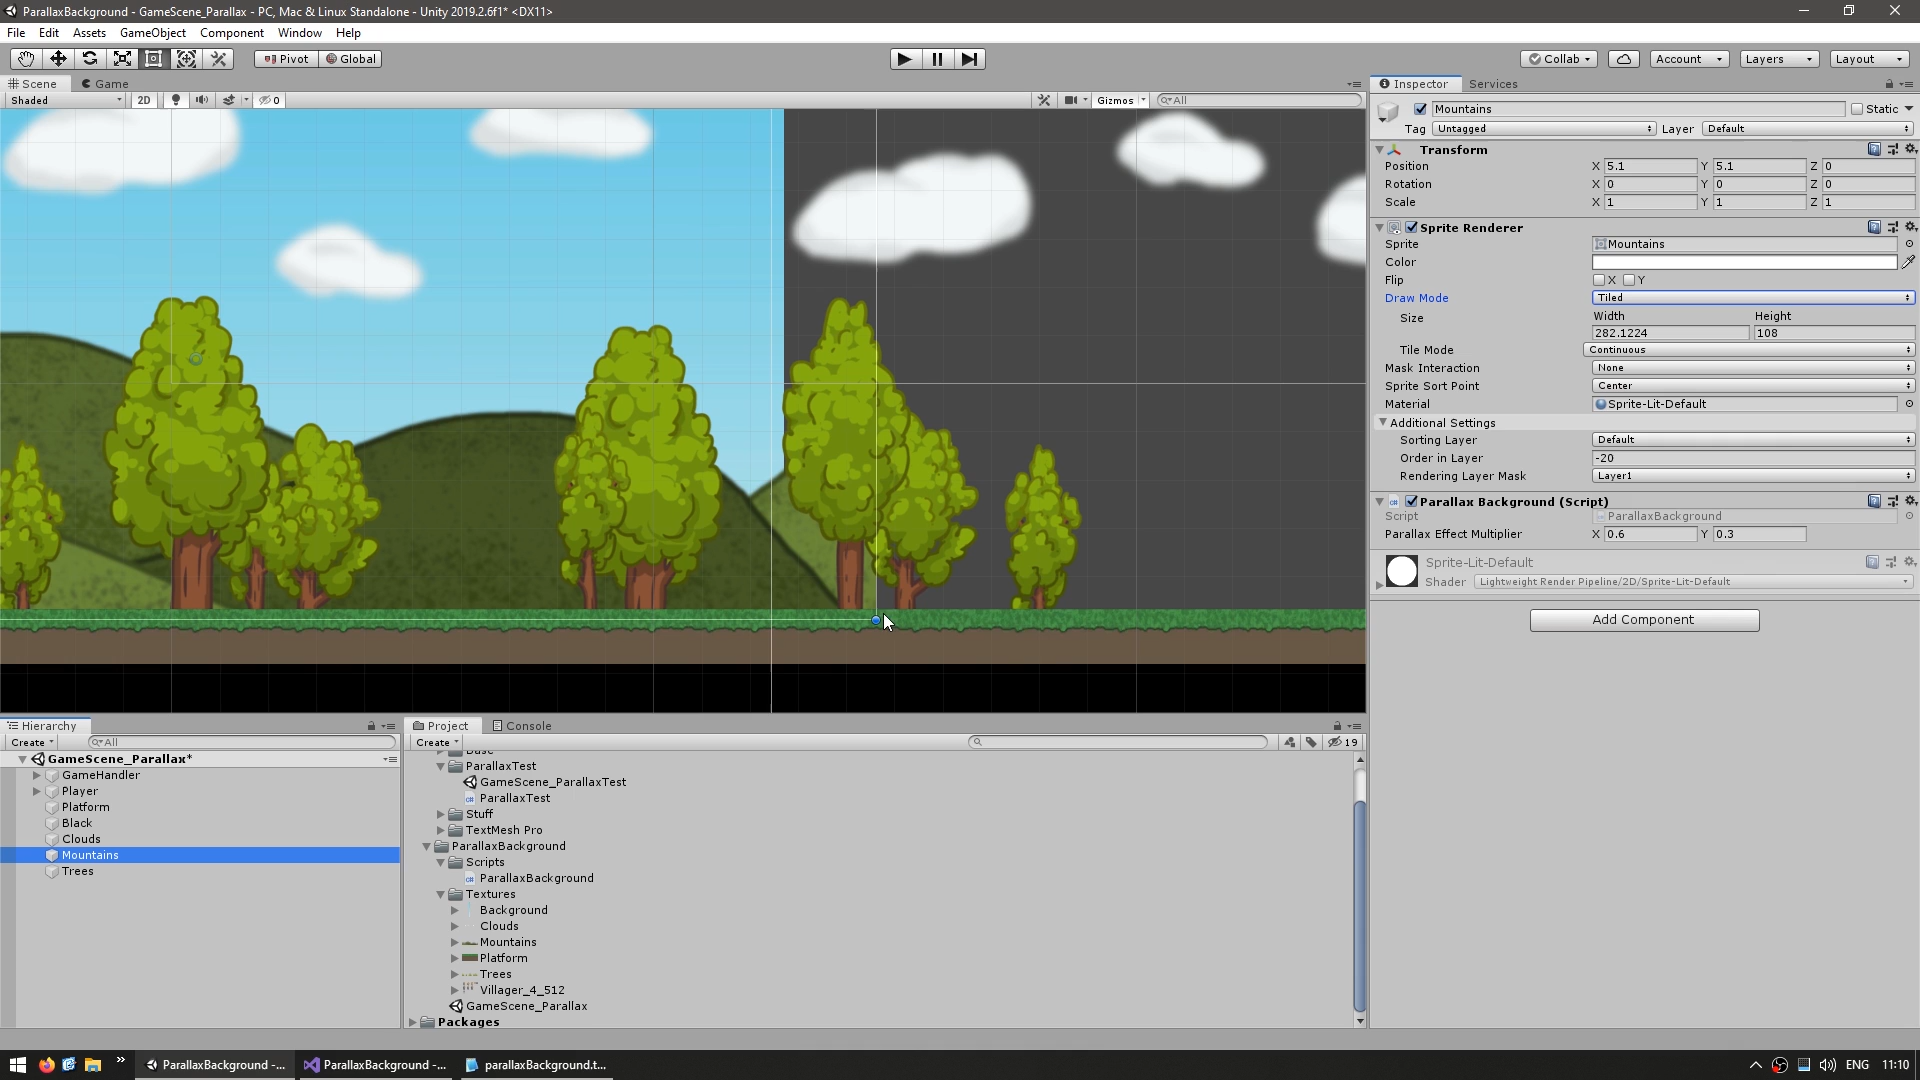 ParallaxBackground - GameScene_Parallax - PC, Mac & Linux Standalone - Unity 2019.2.6f1* <DX11>
File Edit Assets GameObject Component Window Help
Pivot Global Collab Account Layers Layout
Scene Game
Shaded 2D 0 Gizmos All
Inspector Services
Mountains Static
Tag Untagged Layer Default
Transform
Position X 5.1 Y 5.1 Z 0
Rotation X 0 Y 0 Z 0
Scale X 1 Y 1 Z 1
Sprite Renderer
Sprite Mountains
Color
Flip X Y
Draw Mode Tiled
Size Width Height
282.1224 108
Tile Mode Continuous
Mask Interaction None
Sprite Sort Point Center
Material Sprite-Lit-Default
Additional Settings
Sorting Layer Default
Order in Layer -20
Rendering Layer Mask Layer1
Parallax Background (Script)
Script ParallaxBackground
Parallax Effect Multiplier X 0.6 Y 0.3
Sprite-Lit-Default
Shader Lightweight Render Pipeline/2D/Sprite-Lit-Default
Add Component
Hierarchy
Create All
GameScene_Parallax*
GameHandler
Player
Platform
Black
Clouds
Mountains
Trees
Project Console
Create 19
Base
ParallaxTest
GameScene_ParallaxTest
ParallaxTest
Stuff
TextMesh Pro
ParallaxBackground
Scripts
ParallaxBackground
Textures
Background
Clouds
Mountains
Platform
Trees
Villager_4_512
GameScene_Parallax
Packages
ParallaxBackground -... ParallaxBackground -... parallaxBackground.t... ENG 11:10